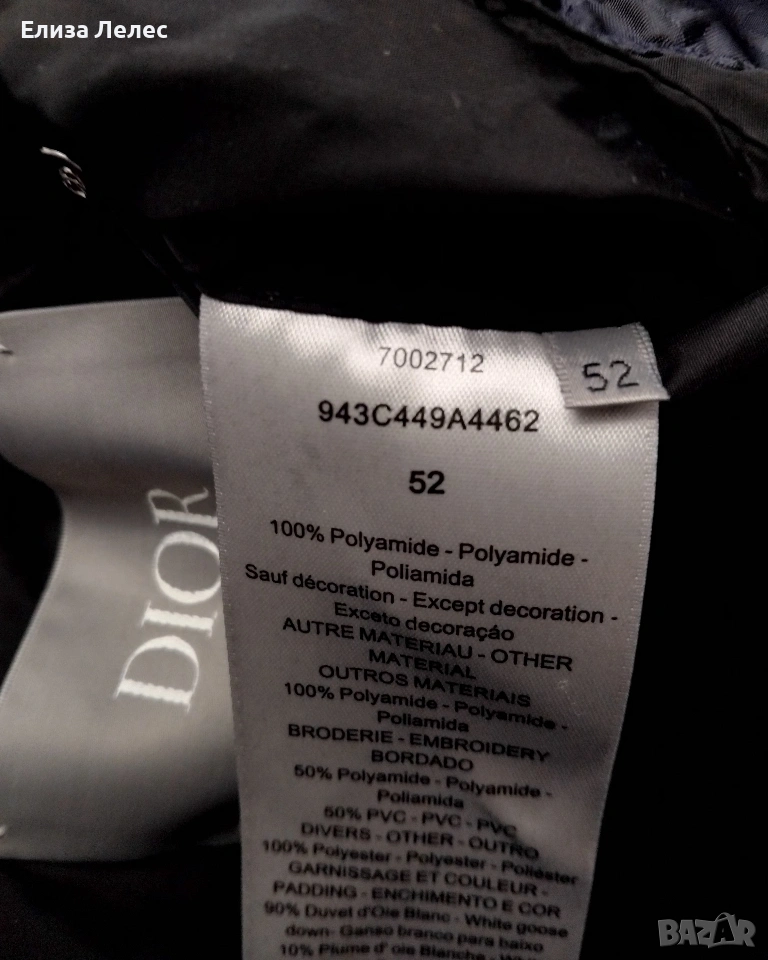 Елиза Лелес
7002712
52
943C449A4462
52
100% Polyamide - Polyamide -
Poliamida
Sauf décoration - Except decoration -
Exceto decoração
AUTRE MATERIAU - OTHER
MATERIAL
OUTROS MATERIAIS
100% Polyamide - Polyamide -
Poliamida
BRODERIE - EMBROIDERY
BORDADO
50% Polyamide - Polyamide -
Poliamida
50% PVC - PVC - PVC
DIVERS - OTHER - OUTRO
100% Polyester - Polyester - Poliéster
GARNISSAGE ET COULEUR -
PADDING - ENCHIMENTO E COR
90% Duvet d'Oie Blanc - White goose
down - Ganso branco para baixo
10% Plume d' oie Blanche -
DIOR
BAZAR